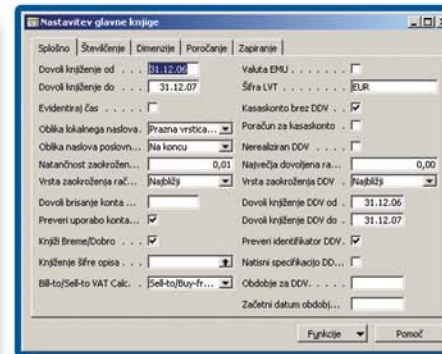 Nastavitev glavne knjige
Splošno Številčenje Dimenzije Poročanje Zapiranje
Dovoli knjiženje od . . . . 31.12.06
Dovoli knjiženje do . . . . 31.12.07
Evidentiraj čas . . . . .
Oblika lokalnega naslova . Prazna vrstica...
Oblika naslova poslovn... Na koncu
Natančnost zaokrožen... 0,01
Vrsta zaokroženja rač... Najbližji
Dovoli brisanje konta ...
Preveri uporabo konta...
Knjiži Breme/Dobro . . .
Knjiženje šifre opisa . . .
Bill-to/Sell-to VAT Calc. . Sell-to/Buy-fr...
Valuta EMU . . . . . . .
Šifra LVT . . . . . . . . EUR
Kasaskonto brez DDV . .
Poračun za kasaskonto .
Nerealiziran DDV . . . .
Največja dovoljena ra... 0,00
Vrsta zaokroženja DDV . Najbližji
Dovoli knjiženje DDV od . 31.12.06
Dovoli knjiženje DDV do . 31.12.07
Preveri identifikator DDV.
Natisni specifikacijo DD...
Obdobje za DDV. . . . .
Začetni datum obdobj...
Funkcije Pomoč